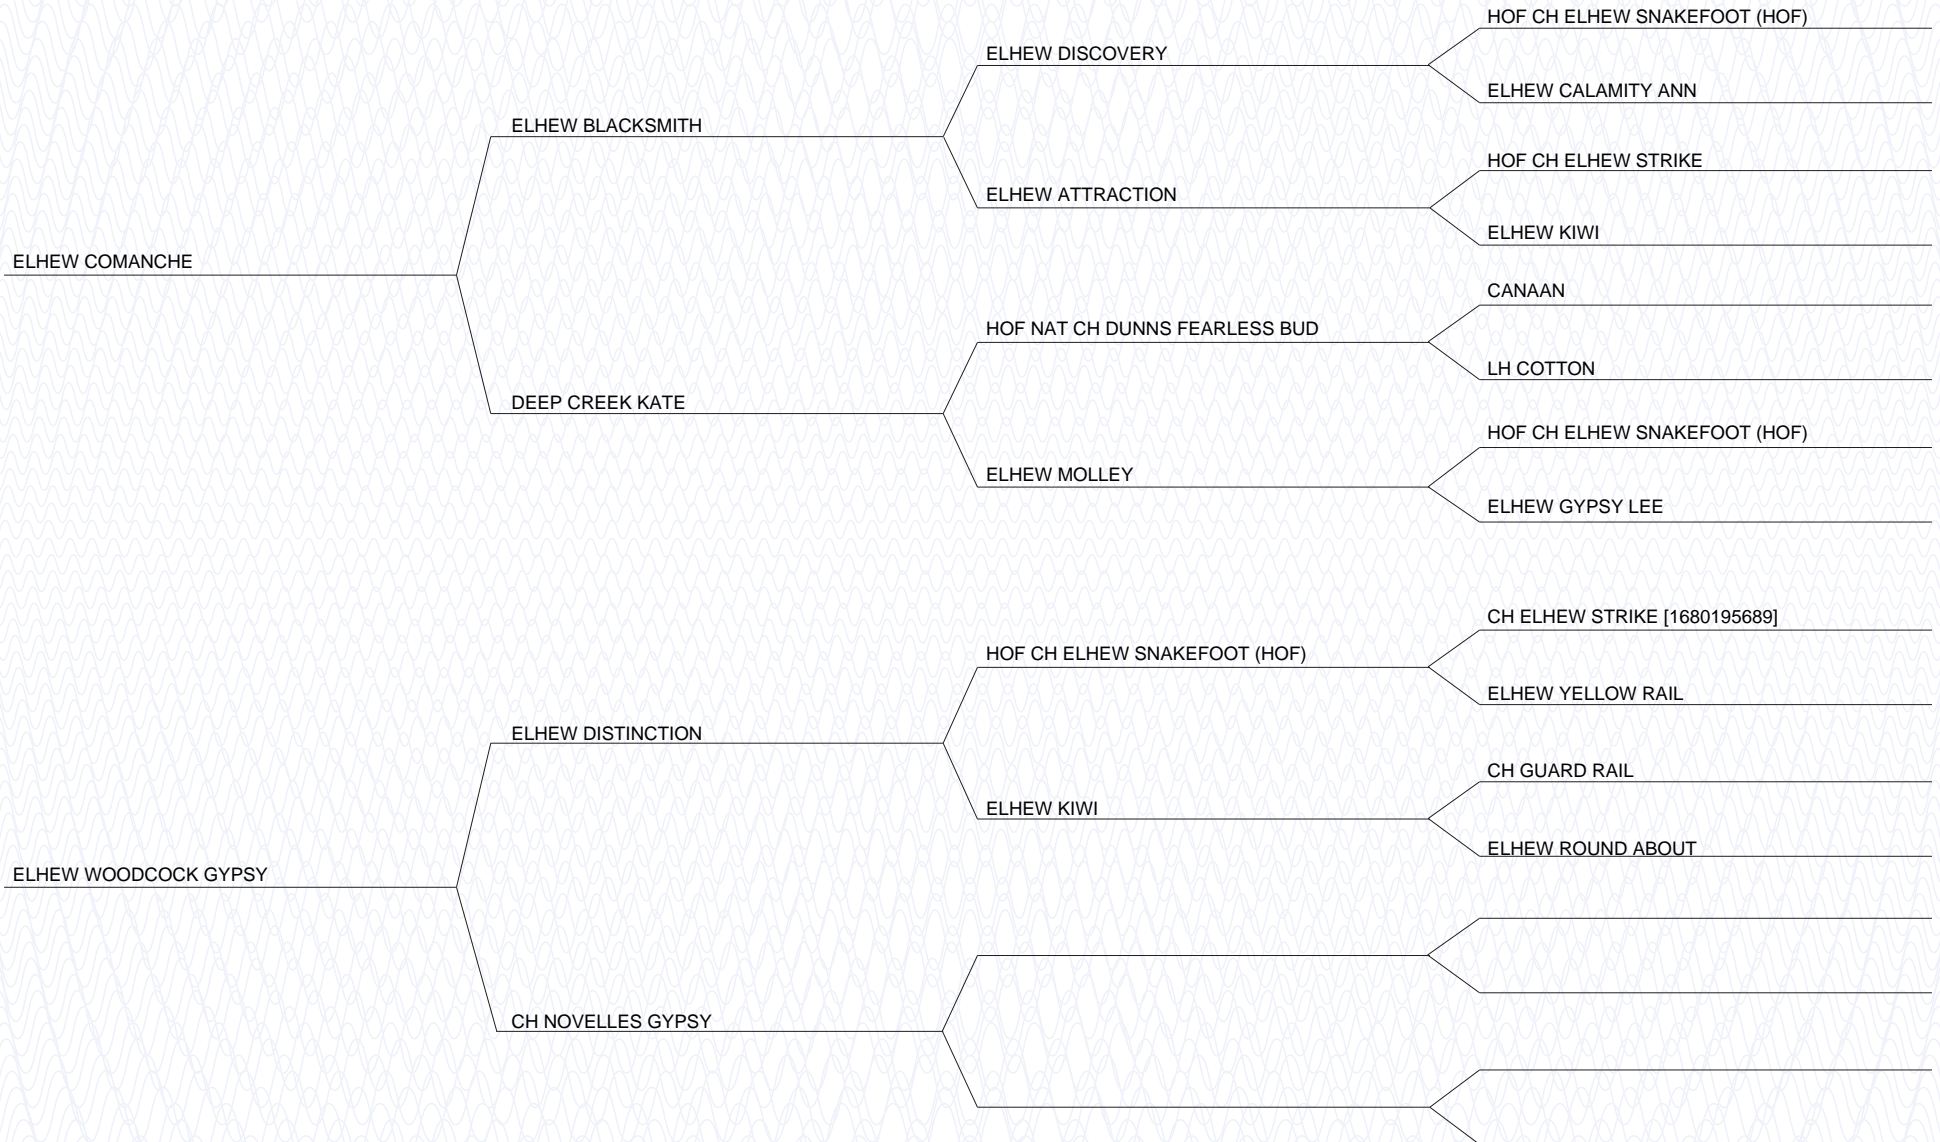 HOF CH ELHEW SNAKEFOOT (HOF)
ELHEW DISCOVERY
ELHEW CALAMITY ANN
ELHEW BLACKSMITH
HOF CH ELHEW STRIKE
ELHEW ATTRACTION
ELHEW KIWI
ELHEW COMANCHE
CANAAN
HOF NAT CH DUNNS FEARLESS BUD
LH COTTON
DEEP CREEK KATE
HOF CH ELHEW SNAKEFOOT (HOF)
ELHEW MOLLEY
ELHEW GYPSY LEE
CH ELHEW STRIKE [1680195689]
HOF CH ELHEW SNAKEFOOT (HOF)
ELHEW YELLOW RAIL
ELHEW DISTINCTION
CH GUARD RAIL
ELHEW KIWI
ELHEW ROUND ABOUT
ELHEW WOODCOCK GYPSY
CH NOVELLES GYPSY